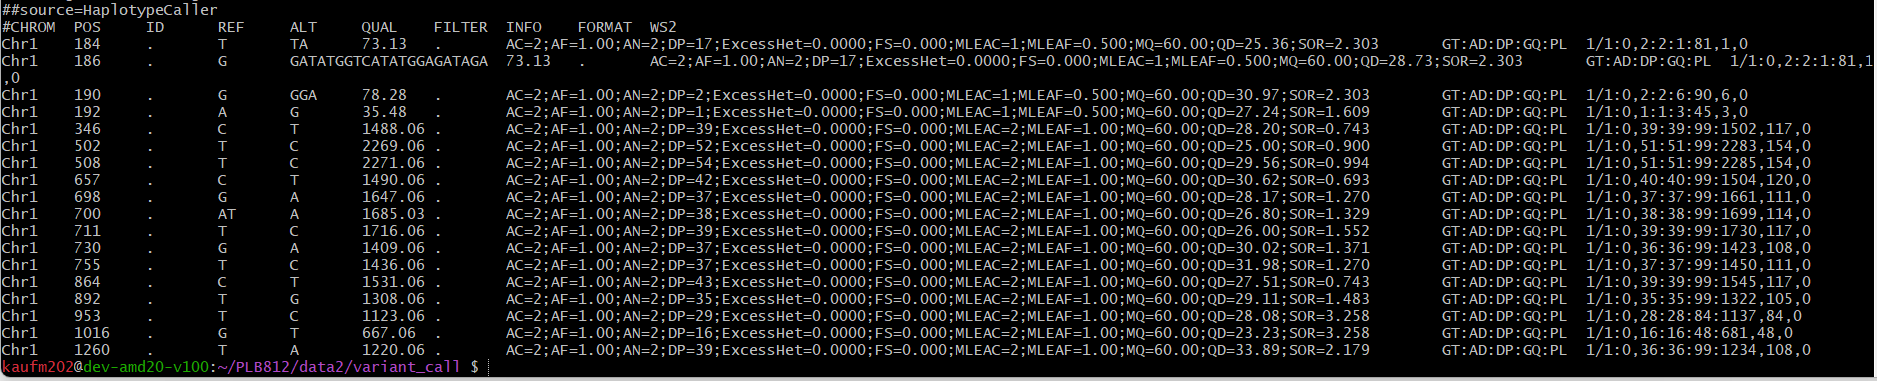 ##source=HaplotypeCaller
#CHROM POS ID REF ALT QUAL FILTER INFO FORMAT WS2
Chr1 184 . T TA 73.13 . AC=2;AF=1.00;AN=2;DP=17;ExcessHet=0.0000;FS=0.000;MLEAC=1;MLEAF=0.500;MQ=60.00;QD=25.36;SOR=2.303 GT:AD:DP:GQ:PL 1/1:0,2:2:1:81,1,0
Chr1 186 . G GATATGGTCATATGGAGATAGA 73.13 . AC=2;AF=1.00;AN=2;DP=17;ExcessHet=0.0000;FS=0.000;MLEAC=1;MLEAF=0.500;MQ=60.00;QD=28.73;SOR=2.303 GT:AD:DP:GQ:PL 1/1:0,2:2:1:81,1
,0
Chr1 190 . G GGA 78.28 . AC=2;AF=1.00;AN=2;DP=2;ExcessHet=0.0000;FS=0.000;MLEAC=1;MLEAF=0.500;MQ=60.00;QD=30.97;SOR=2.303 GT:AD:DP:GQ:PL 1/1:0,2:2:6:90,6,0
Chr1 192 . A G 35.48 . AC=2;AF=1.00;AN=2;DP=1;ExcessHet=0.0000;FS=0.000;MLEAC=1;MLEAF=0.500;MQ=60.00;QD=27.24;SOR=1.609 GT:AD:DP:GQ:PL 1/1:0,1:1:3:45,3,0
Chr1 346 . C T 1488.06 . AC=2;AF=1.00;AN=2;DP=39;ExcessHet=0.0000;FS=0.000;MLEAC=2;MLEAF=1.00;MQ=60.00;QD=28.20;SOR=0.743 GT:AD:DP:GQ:PL 1/1:0,39:39:99:1502,117,0
Chr1 502 . T C 2269.06 . AC=2;AF=1.00;AN=2;DP=52;ExcessHet=0.0000;FS=0.000;MLEAC=2;MLEAF=1.00;MQ=60.00;QD=25.00;SOR=0.900 GT:AD:DP:GQ:PL 1/1:0,51:51:99:2283,154,0
Chr1 508 . T C 2271.06 . AC=2;AF=1.00;AN=2;DP=54;ExcessHet=0.0000;FS=0.000;MLEAC=2;MLEAF=1.00;MQ=60.00;QD=29.56;SOR=0.994 GT:AD:DP:GQ:PL 1/1:0,51:51:99:2285,154,0
Chr1 657 . C T 1490.06 . AC=2;AF=1.00;AN=2;DP=42;ExcessHet=0.0000;FS=0.000;MLEAC=2;MLEAF=1.00;MQ=60.00;QD=30.62;SOR=0.693 GT:AD:DP:GQ:PL 1/1:0,40:40:99:1504,120,0
Chr1 698 . G A 1647.06 . AC=2;AF=1.00;AN=2;DP=37;ExcessHet=0.0000;FS=0.000;MLEAC=2;MLEAF=1.00;MQ=60.00;QD=28.17;SOR=1.270 GT:AD:DP:GQ:PL 1/1:0,37:37:99:1661,111,0
Chr1 700 . AT A 1685.03 . AC=2;AF=1.00;AN=2;DP=38;ExcessHet=0.0000;FS=0.000;MLEAC=2;MLEAF=1.00;MQ=60.00;QD=26.80;SOR=1.329 GT:AD:DP:GQ:PL 1/1:0,38:38:99:1699,114,0
Chr1 711 . T C 1716.06 . AC=2;AF=1.00;AN=2;DP=39;ExcessHet=0.0000;FS=0.000;MLEAC=2;MLEAF=1.00;MQ=60.00;QD=26.00;SOR=1.552 GT:AD:DP:GQ:PL 1/1:0,39:39:99:1730,117,0
Chr1 730 . G A 1409.06 . AC=2;AF=1.00;AN=2;DP=37;ExcessHet=0.0000;FS=0.000;MLEAC=2;MLEAF=1.00;MQ=60.00;QD=30.02;SOR=1.371 GT:AD:DP:GQ:PL 1/1:0,36:36:99:1423,108,0
Chr1 755 . T C 1436.06 . AC=2;AF=1.00;AN=2;DP=37;ExcessHet=0.0000;FS=0.000;MLEAC=2;MLEAF=1.00;MQ=60.00;QD=31.98;SOR=1.270 GT:AD:DP:GQ:PL 1/1:0,37:37:99:1450,111,0
Chr1 864 . C T 1531.06 . AC=2;AF=1.00;AN=2;DP=43;ExcessHet=0.0000;FS=0.000;MLEAC=2;MLEAF=1.00;MQ=60.00;QD=27.51;SOR=0.743 GT:AD:DP:GQ:PL 1/1:0,39:39:99:1545,117,0
Chr1 892 . T G 1308.06 . AC=2;AF=1.00;AN=2;DP=35;ExcessHet=0.0000;FS=0.000;MLEAC=2;MLEAF=1.00;MQ=60.00;QD=29.11;SOR=1.483 GT:AD:DP:GQ:PL 1/1:0,35:35:99:1322,105,0
Chr1 953 . T C 1123.06 . AC=2;AF=1.00;AN=2;DP=29;ExcessHet=0.0000;FS=0.000;MLEAC=2;MLEAF=1.00;MQ=60.00;QD=28.08;SOR=3.258 GT:AD:DP:GQ:PL 1/1:0,28:28:84:1137,84,0
Chr1 1016 . G T 667.06 . AC=2;AF=1.00;AN=2;DP=16;ExcessHet=0.0000;FS=0.000;MLEAC=2;MLEAF=1.00;MQ=60.00;QD=23.23;SOR=3.258 GT:AD:DP:GQ:PL 1/1:0,16:16:48:681,48,0
Chr1 1260 . T A 1220.06 . AC=2;AF=1.00;AN=2;DP=39;ExcessHet=0.0000;FS=0.000;MLEAC=2;MLEAF=1.00;MQ=60.00;QD=33.89;SOR=2.179 GT:AD:DP:GQ:PL 1/1:0,36:36:99:1234,108,0
kaufm202@dev-amd20-v100:~/PLB812/data2/variant_call $